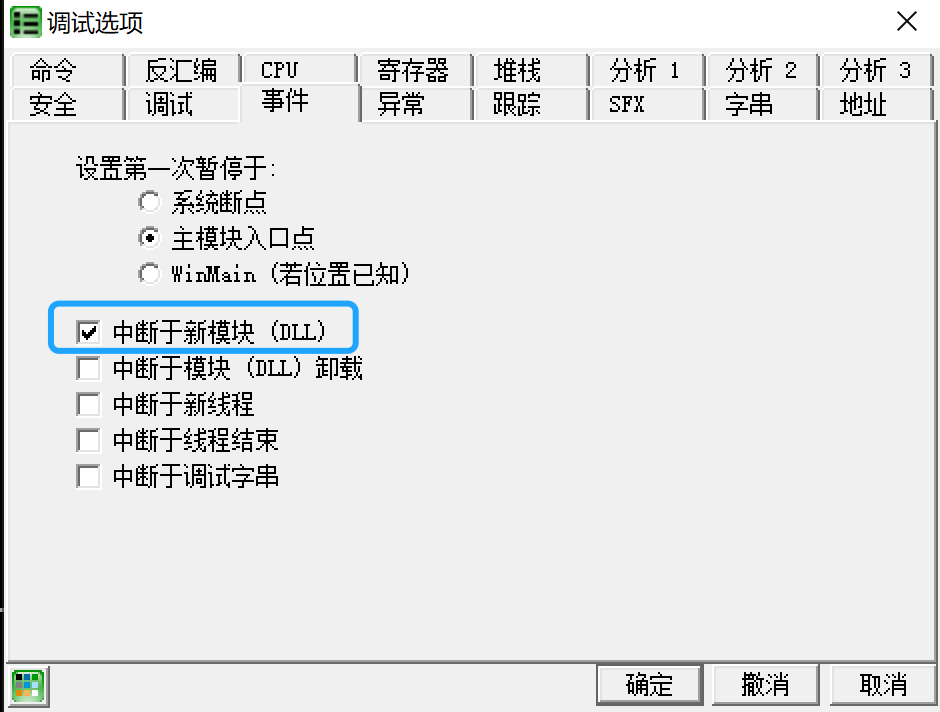 调试选项
命令 反汇编 CPU 寄存器 堆栈 分析 1 分析 2 分析 3
安全 调试 事件 异常 跟踪 SFX 字串 地址
设置第一次暂停于:
系统断点
主模块入口点
WinMain (若位置已知)
中断于新模块 (DLL)
中断于模块 (DLL) 卸载
中断于新线程
中断于线程结束
中断于调试字串
确定 撤消 取消